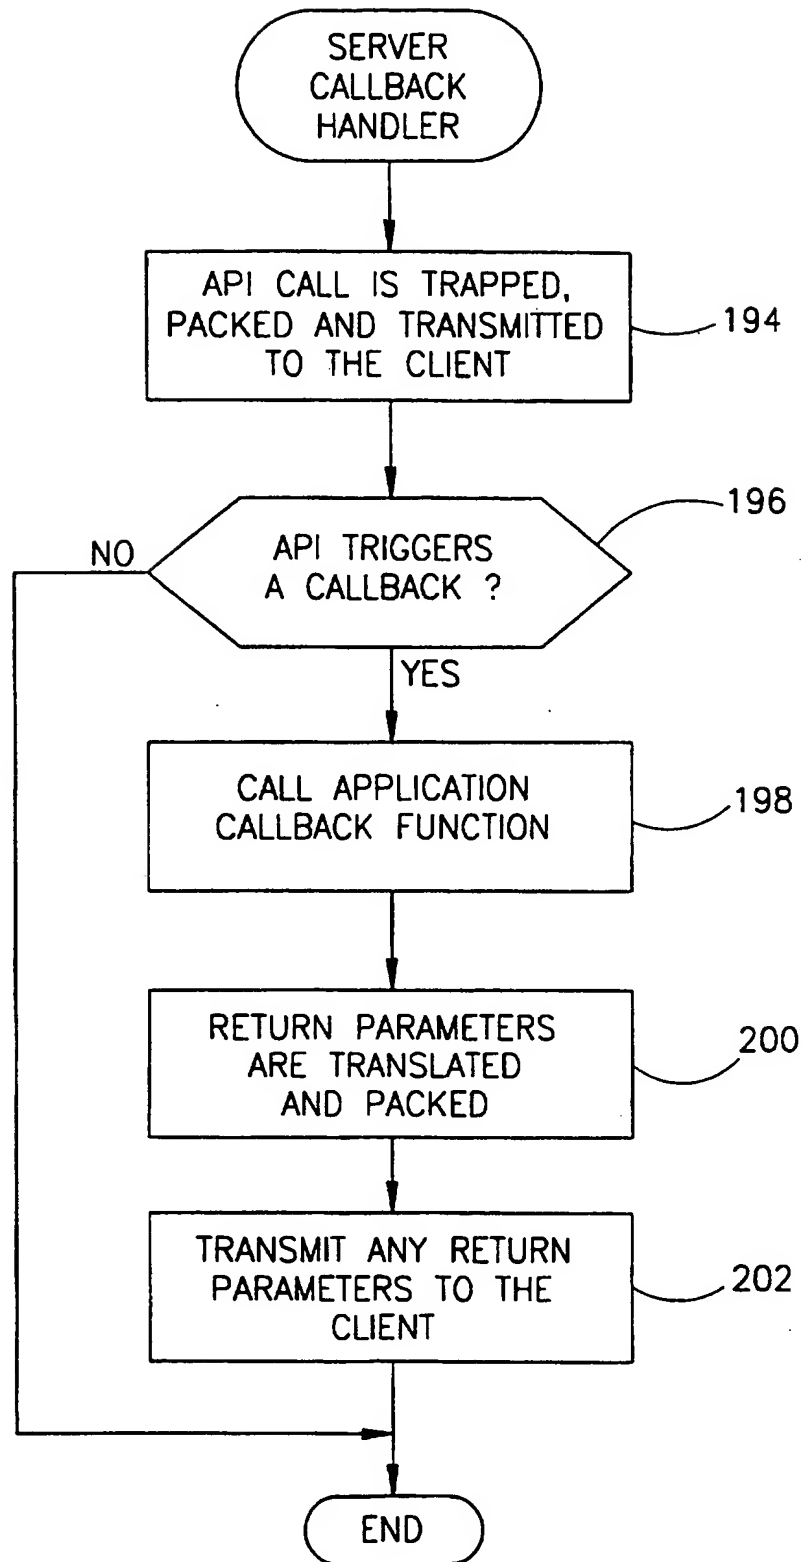 SERVER
CALLBACK
HANDLER
API CALL IS TRAPPED,
PACKED AND TRANSMITTED
TO THE CLIENT
194
API TRIGGERS
A CALLBACK ?
196
NO
YES
CALL APPLICATION
CALLBACK FUNCTION
198
RETURN PARAMETERS
ARE TRANSLATED
AND PACKED
200
TRANSMIT ANY RETURN
PARAMETERS TO THE
CLIENT
202
END